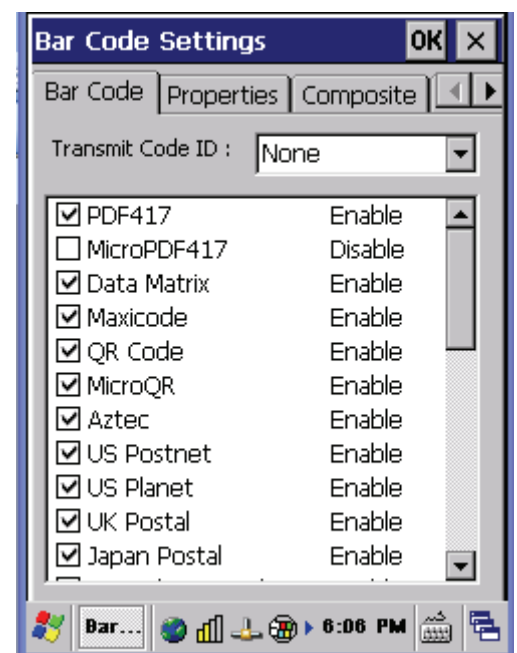 Bar Code Settings OK ×
Bar Code Properties Composite
Transmit Code ID : None
PDF417 Enable
MicroPDF417 Disable
Data Matrix Enable
Maxicode Enable
QR Code Enable
MicroQR Enable
Aztec Enable
US Postnet Enable
US Planet Enable
UK Postal Enable
Japan Postal Enable
Bar... 6:06 PM